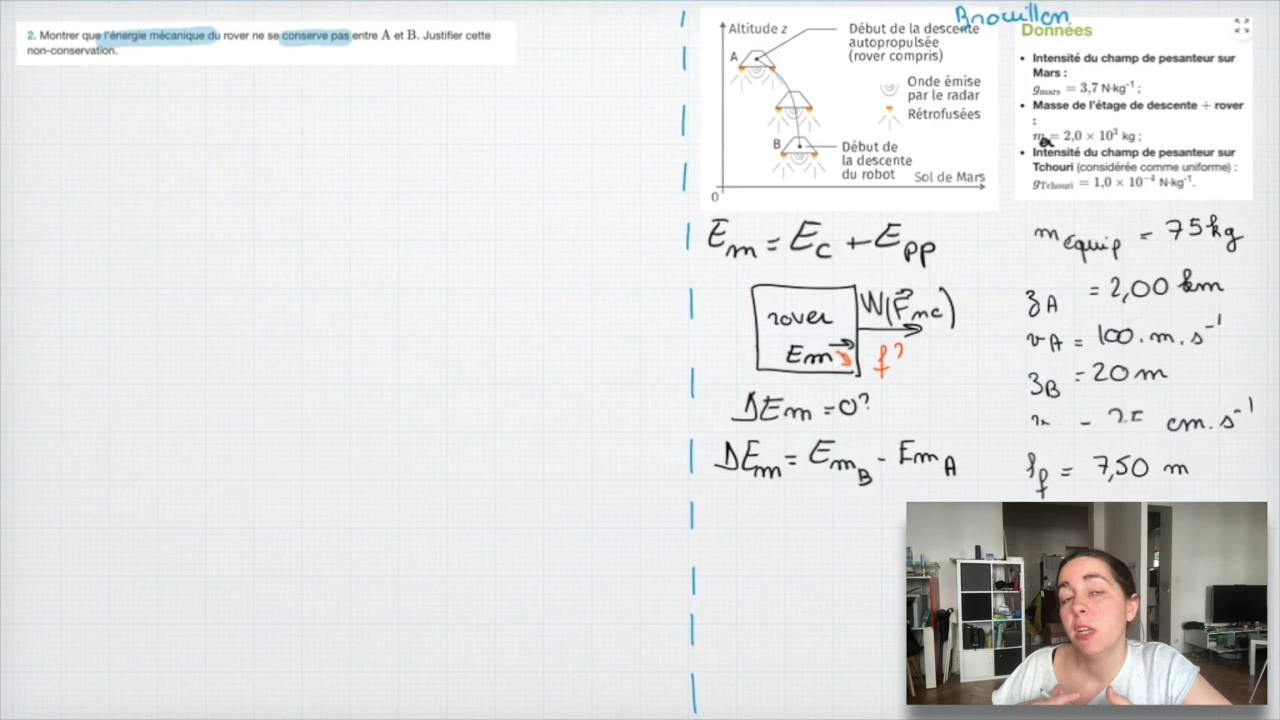 2. Montrer que l'énergie mécanique du rover ne se conserve pas entre A et B. Justifier cette
non-conservation.
Brouillon
Altitude z
Début de la descente
autopropulsée
(rover compris)
A
Onde émise
par le radar
Rétrofusées
B
Début de
la descente
du robot
Sol de Mars
0
Données
• Intensité du champ de pesanteur sur
Mars :
gmars = 3,7 N·kg⁻¹ ;
• Masse de l'étage de descente + rover
:
= 2,0 × 10³ kg ;
• Intensité du champ de pesanteur sur
Tchouri (considérée comme uniforme) :
gTchouri = 1,0 × 10⁻⁴ N·kg⁻¹.
Em = Ec + Epp
rover
Em
W(F⃗nc)
f?
ΔEm = 0?
ΔEm = EmB - EmA
m équip = 75kg
zA = 2,00 km
vA = 100. m. s⁻¹
zB = 20 m
cm. s⁻¹
= 7,50 m